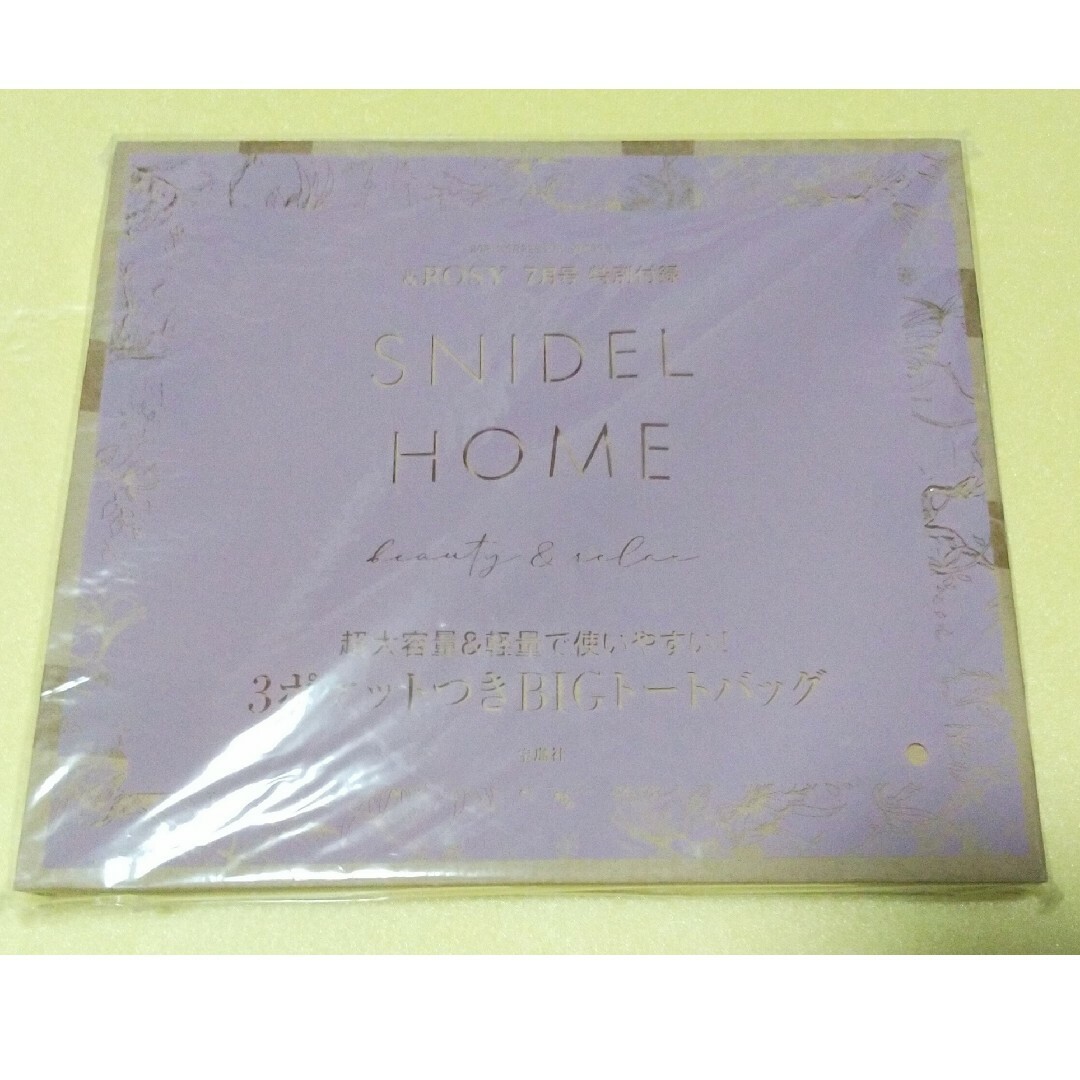 &ROSY 7月号 特別付録
SNIDEL
HOME
beauty & relax
超大容量&軽量で使いやすい!
3ポケットつきBIGトートバッグ
宝島社